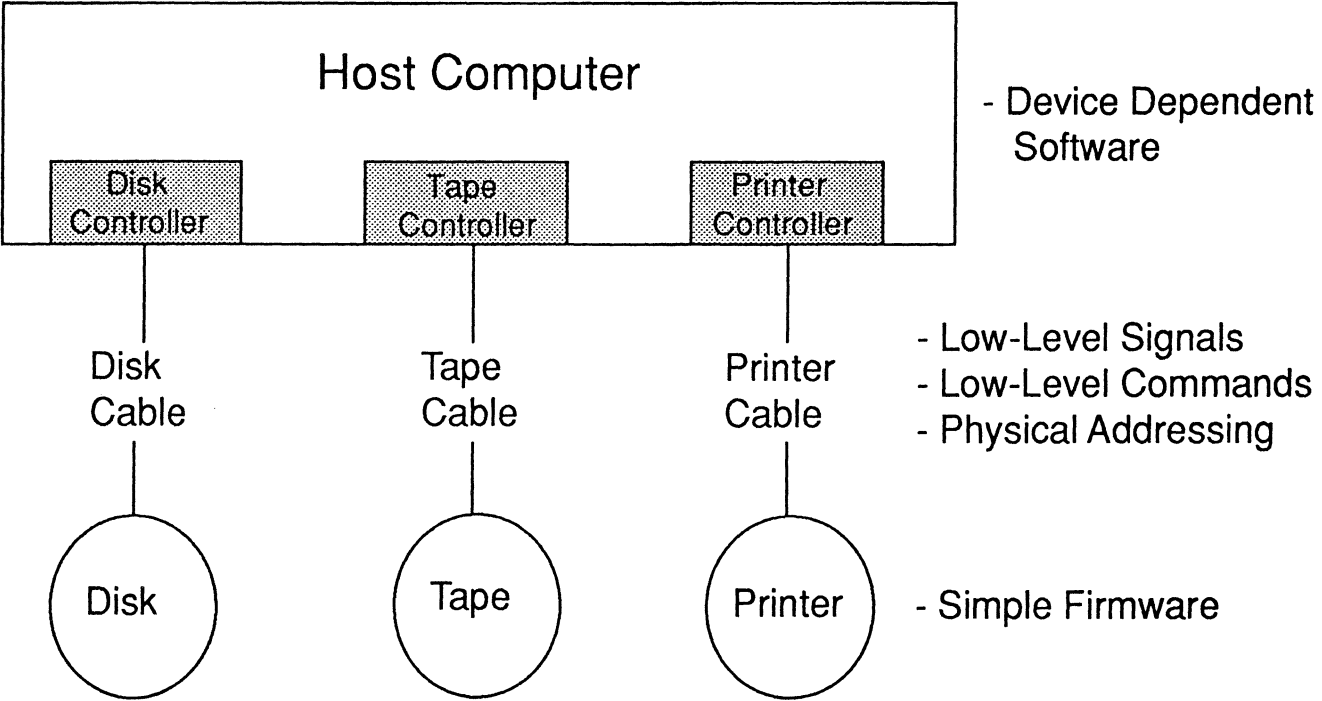 Host Computer
- Device Dependent
Software
Disk
Controller
Tape
Controller
Printer
Controller
Disk
Cable
Tape
Cable
Printer
Cable
- Low-Level Signals
- Low-Level Commands
- Physical Addressing
Disk
Tape
Printer
- Simple Firmware